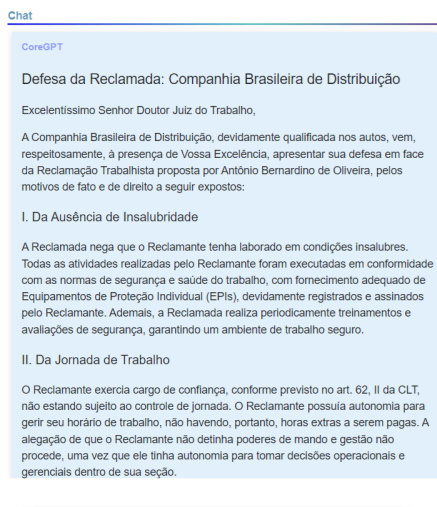 Chat
CoreGPT
Defesa da Reclamada: Companhia Brasileira de Distribuição
Excelentíssimo Senhor Doutor Juiz do Trabalho,
A Companhia Brasileira de Distribuição, devidamente qualificada nos autos, vem,
respeitosamente, à presença de Vossa Excelência, apresentar sua defesa em face
da Reclamação Trabalhista proposta por Antônio Bernardino de Oliveira, pelos
motivos de fato e de direito a seguir expostos:
I. Da Ausência de Insalubridade
A Reclamada nega que o Reclamante tenha laborado em condições insalubres.
Todas as atividades realizadas pelo Reclamante foram executadas em conformidade
com as normas de segurança e saúde do trabalho, com fornecimento adequado de
Equipamentos de Proteção Individual (EPIs), devidamente registrados e assinados
pelo Reclamante. Ademais, a Reclamada realiza periodicamente treinamentos e
avaliações de segurança, garantindo um ambiente de trabalho seguro.
II. Da Jornada de Trabalho
O Reclamante exercia cargo de confiança, conforme previsto no art. 62, II da CLT,
não estando sujeito ao controle de jornada. O Reclamante possuía autonomia para
gerir seu horário de trabalho, não havendo, portanto, horas extras a serem pagas. A
alegação de que o Reclamante não detinha poderes de mando e gestão não
procede, uma vez que ele tinha autonomia para tomar decisões operacionais e
gerenciais dentro de sua seção.